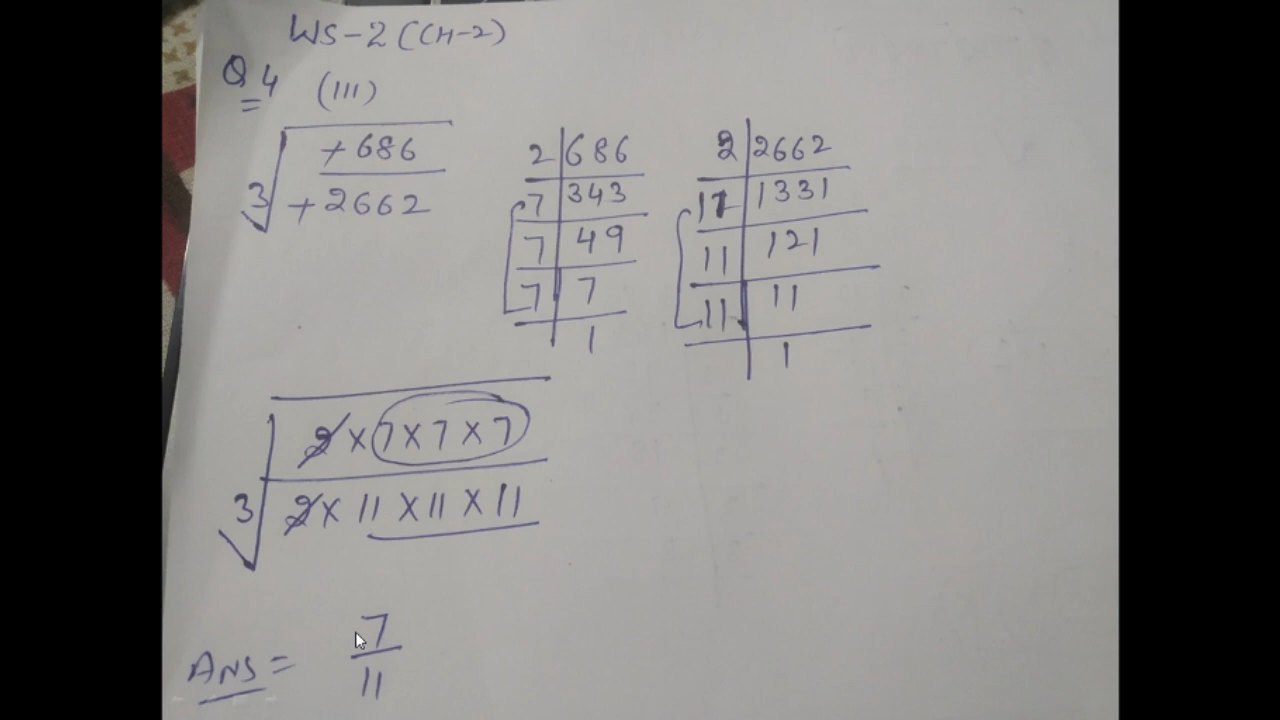 WS-2 (CH-2)
Q4 (III)
3√ +686 / +2662
2 | 686
7 | 343
7 | 49
7 | 7
1
2 | 2662
11 | 1331
11 | 121
11 | 11
1
3√ 2 × 7 × 7 × 7 / 2 × 11 × 11 × 11
ANS = 7 / 11